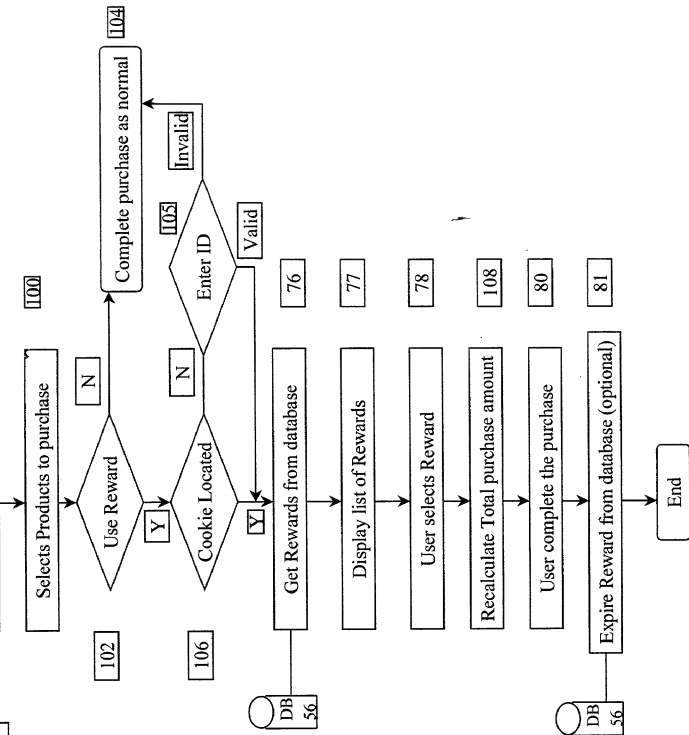 100
Selects Products to purchase
102
Use Reward
N
Complete purchase as normal
104
Y
106
Cookie Located
N
Enter ID
105
Invalid
Valid
Y
DB
56
Get Rewards from database
76
Display list of Rewards
77
User selects Reward
78
Recalculate Total purchase amount
108
User complete the purchase
80
DB
56
Expire Reward from database (optional)
81
End